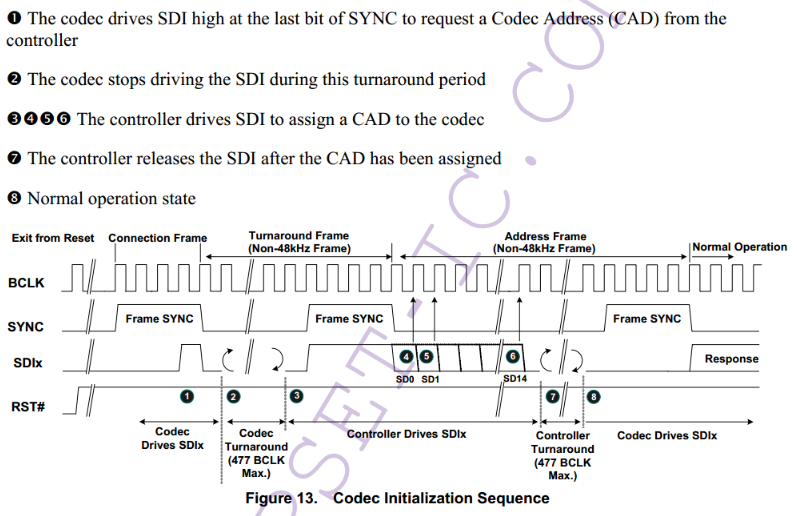 ❶ The codec drives SDI high at the last bit of SYNC to request a Codec Address (CAD) from the
controller
❷ The codec stops driving the SDI during this turnaround period
❸❹❺❻ The controller drives SDI to assign a CAD to the codec
❼ The controller releases the SDI after the CAD has been assigned
❽ Normal operation state
Exit from Reset Connection Frame Turnaround Frame Address Frame
(Non-48kHz Frame) (Non-48kHz Frame) Normal Operation
BCLK
SYNC Frame SYNC Frame SYNC Frame SYNC
SDIx ❹ ❺ ❻ Response
SD0 SD1 SD14
RST# ❶ ❷ ❸ ❼ ❽
Codec Codec Controller Drives SDIx Controller Codec Drives SDIx
Drives SDIx Turnaround Turnaround
(477 BCLK (477 BCLK
Max.) Max.)
Figure 13. Codec Initialization Sequence